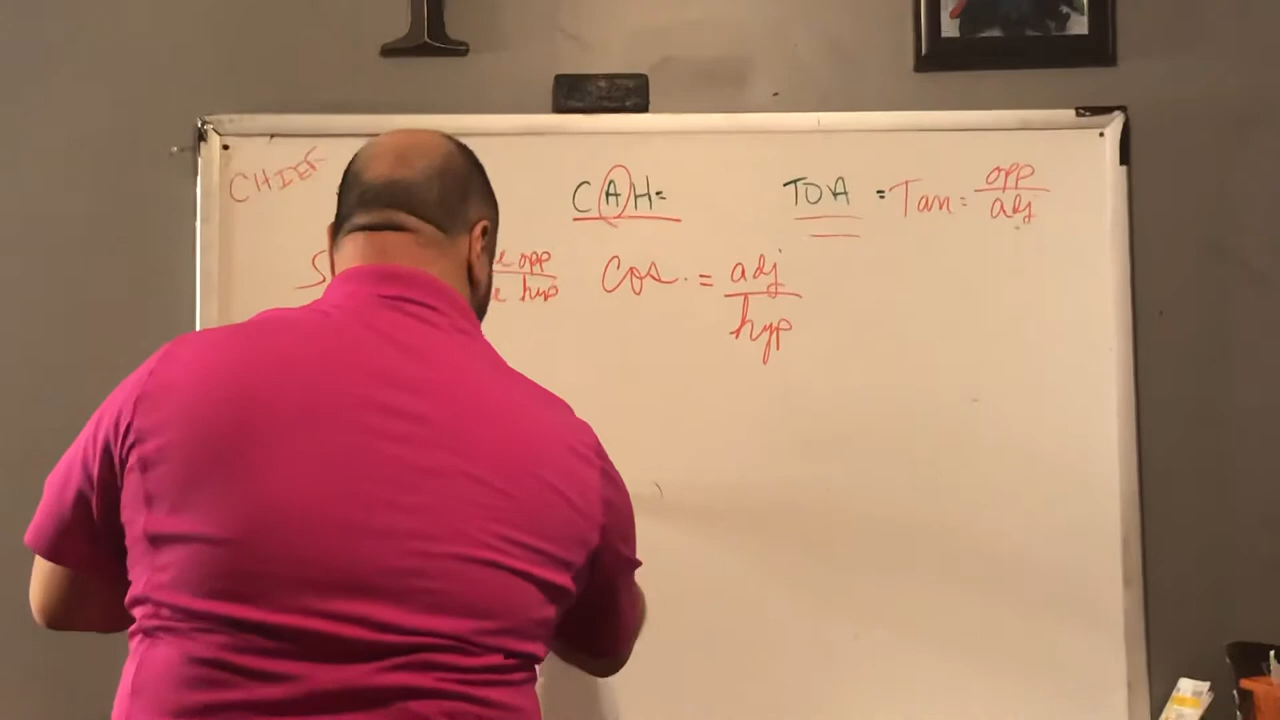 CHIEF
CAH=
TOA = Tan = opp
adj
S
opp
hyp
Cos. = adj
hyp